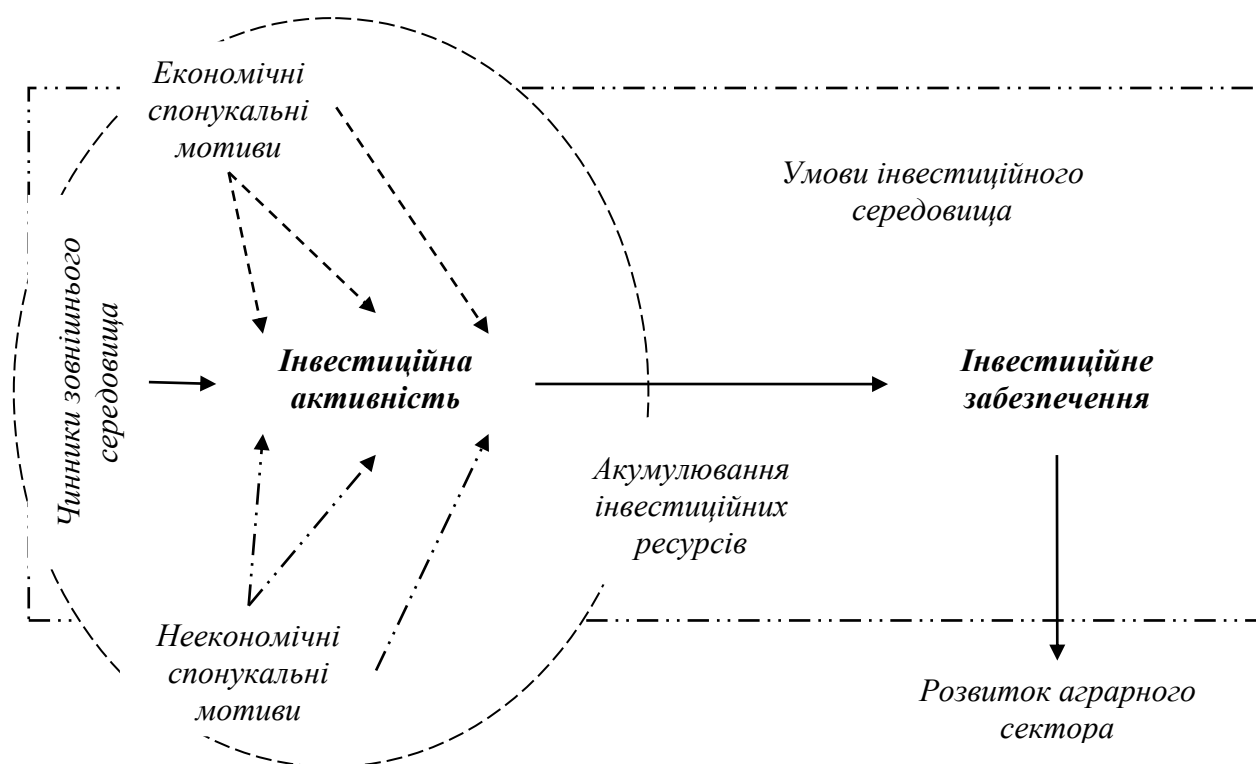 Економічні
спонукальні
мотиви
Умови інвестиційного
середовища
Чинники зовнішнього
середовища
Інвестиційна
активність
Інвестиційне
забезпечення
Акумулювання
інвестиційних
ресурсів
Неекономічні
спонукальні
мотиви
Розвиток аграрного
сектора